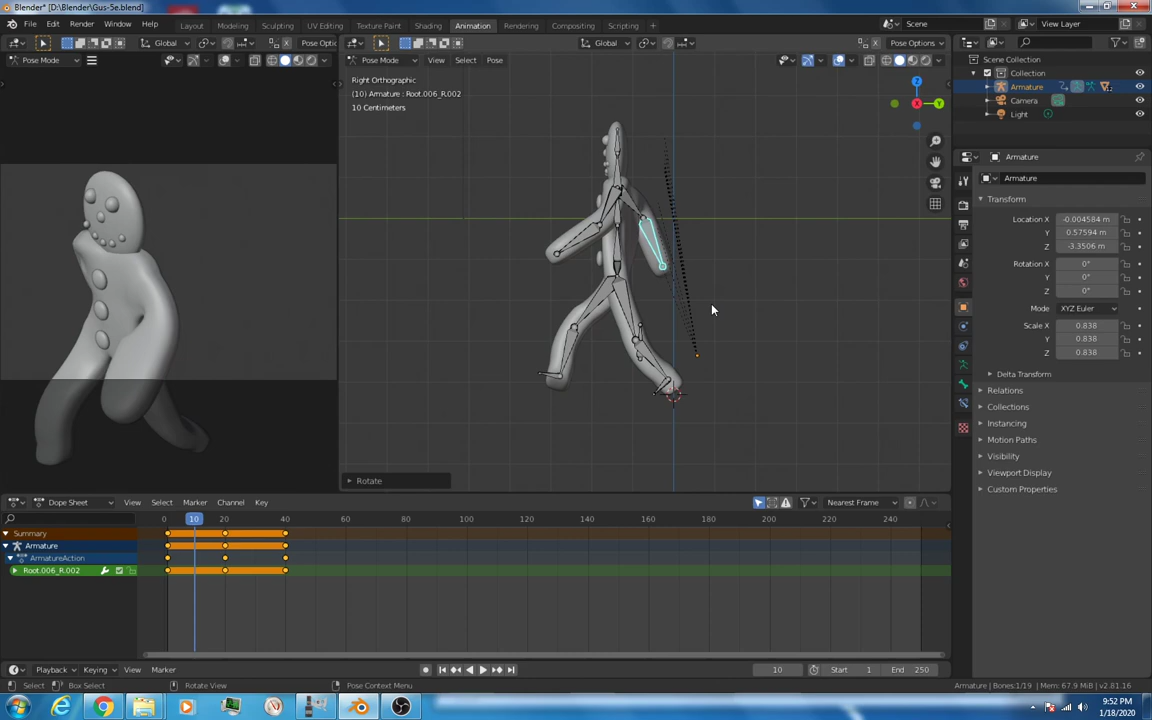 Blender* [D:\Blender\Gus-5e.blend]
File Edit Render Window Help Layout Modeling Sculpting UV Editing Texture Paint Shading Animation Rendering Compositing Scripting + Scene View Layer
Global Pose Optic Global Pose Options
Pose Mode Pose Mode View Select Pose
Right Orthographic
(10) Armature : Root.006_R.002
10 Centimeters
Z
X
Y
Rotate
Scene Collection
Collection
Armature
Camera
Light
Armature
Armature
Transform
Location X -0.004584 m
Y 0.57594 m
Z -3.3506 m
Rotation X 0°
Y 0°
Z 0°
Mode XYZ Euler
Scale X 0.838
Y 0.838
Z 0.838
Delta Transform
Relations
Collections
Instancing
Motion Paths
Visibility
Viewport Display
Custom Properties
Dope Sheet View Select Marker Channel Key Nearest Frame
0 10 20 40 60 80 100 120 140 160 180 200 220 240
Summary
Armature
ArmatureAction
Root.006_R.002
Playback Keying View Marker 10 Start 1 End 250
Select Box Select Rotate View Pose Context Menu Armature | Bones:1/19 | Mem: 67.9 MiB | v2.81.16
9:52 PM
1/18/2020